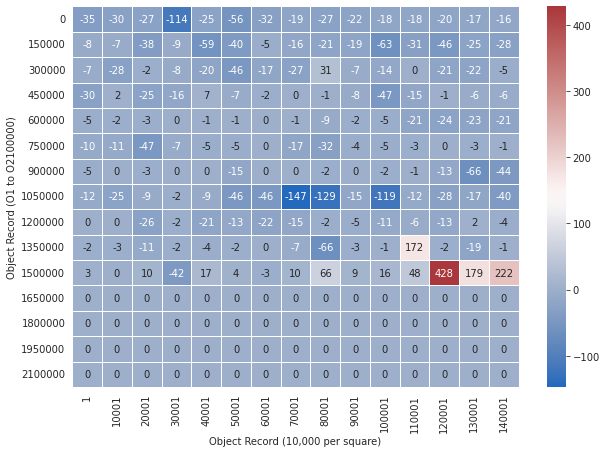 0 -35 -30 -27 -114 -25 -56 -32 -19 -27 -22 -18 -18 -20 -17 -16
150000 -8 -7 -38 -9 -59 -40 -5 -16 -21 -19 -63 -31 -46 -25 -28
300000 -7 -28 -2 -8 -20 -46 -17 -27 31 -7 -14 0 -21 -22 -5
450000 -30 2 -25 -16 7 -7 -2 0 -1 -8 -47 -15 -1 -6 -6
600000 -5 -2 -3 0 -1 -1 0 -1 -9 -2 -5 -21 -24 -23 -21
750000 -10 -11 -47 -7 -5 -5 0 -17 -32 -4 -5 -3 0 -3 -1
900000 -5 0 -3 0 0 -15 0 0 -2 0 -2 -1 -13 -66 -44
1050000 -12 -25 -9 -2 -9 -46 -46 -147 -129 -15 -119 -12 -28 -17 -40
1200000 0 0 -26 -2 -21 -13 -22 -15 -2 -5 -11 -6 -13 2 -4
1350000 -2 -3 -11 -2 -4 -2 0 -7 -66 -3 -1 172 -2 -19 -1
1500000 3 0 10 -42 17 4 -3 10 66 9 16 48 428 179 222
1650000 0 0 0 0 0 0 0 0 0 0 0 0 0 0 0
1800000 0 0 0 0 0 0 0 0 0 0 0 0 0 0 0
1950000 0 0 0 0 0 0 0 0 0 0 0 0 0 0 0
2100000 0 0 0 0 0 0 0 0 0 0 0 0 0 0 0
1 10001 20001 30001 40001 50001 60001 70001 80001 90001 100001 110001 120001 130001 140001
Object Record (10,000 per square)
Object Record (O1 to O2100000)
400
300
200
100
0
−100